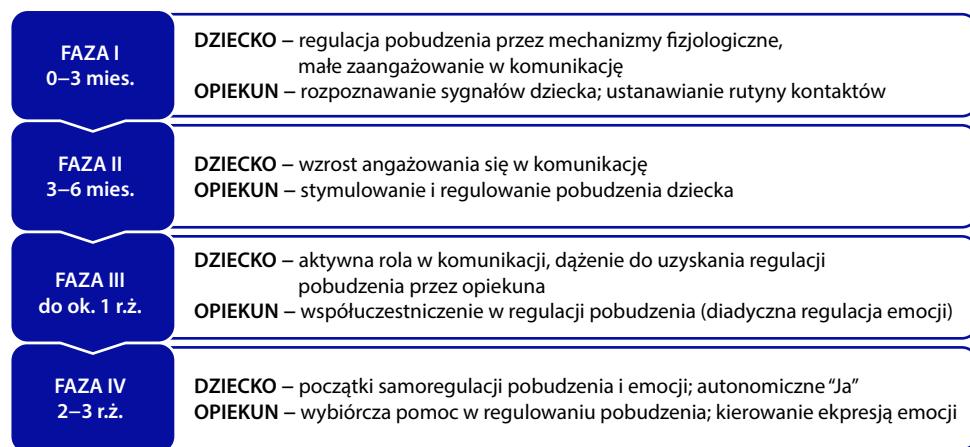 FAZA I
0–3 mies.
DZIECKO – regulacja pobudzenia przez mechanizmy fizjologiczne,
małe zaangażowanie w komunikację
OPIEKUN – rozpoznawanie sygnałów dziecka; ustanawianie rutyny kontaktów
FAZA II
3–6 mies.
DZIECKO – wzrost angażowania się w komunikację
OPIEKUN – stymulowanie i regulowanie pobudzenia dziecka
FAZA III
do ok. 1 r.ż.
DZIECKO – aktywna rola w komunikacji, dążenie do uzyskania regulacji
pobudzenia przez opiekuna
OPIEKUN – współuczestniczenie w regulacji pobudzenia (diadyczna regulacja emocji)
FAZA IV
2–3 r.ż.
DZIECKO – początki samoregulacji pobudzenia i emocji; autonomiczne “Ja”
OPIEKUN – wybiórcza pomoc w regulowaniu pobudzenia; kierowanie ekpresją emocji